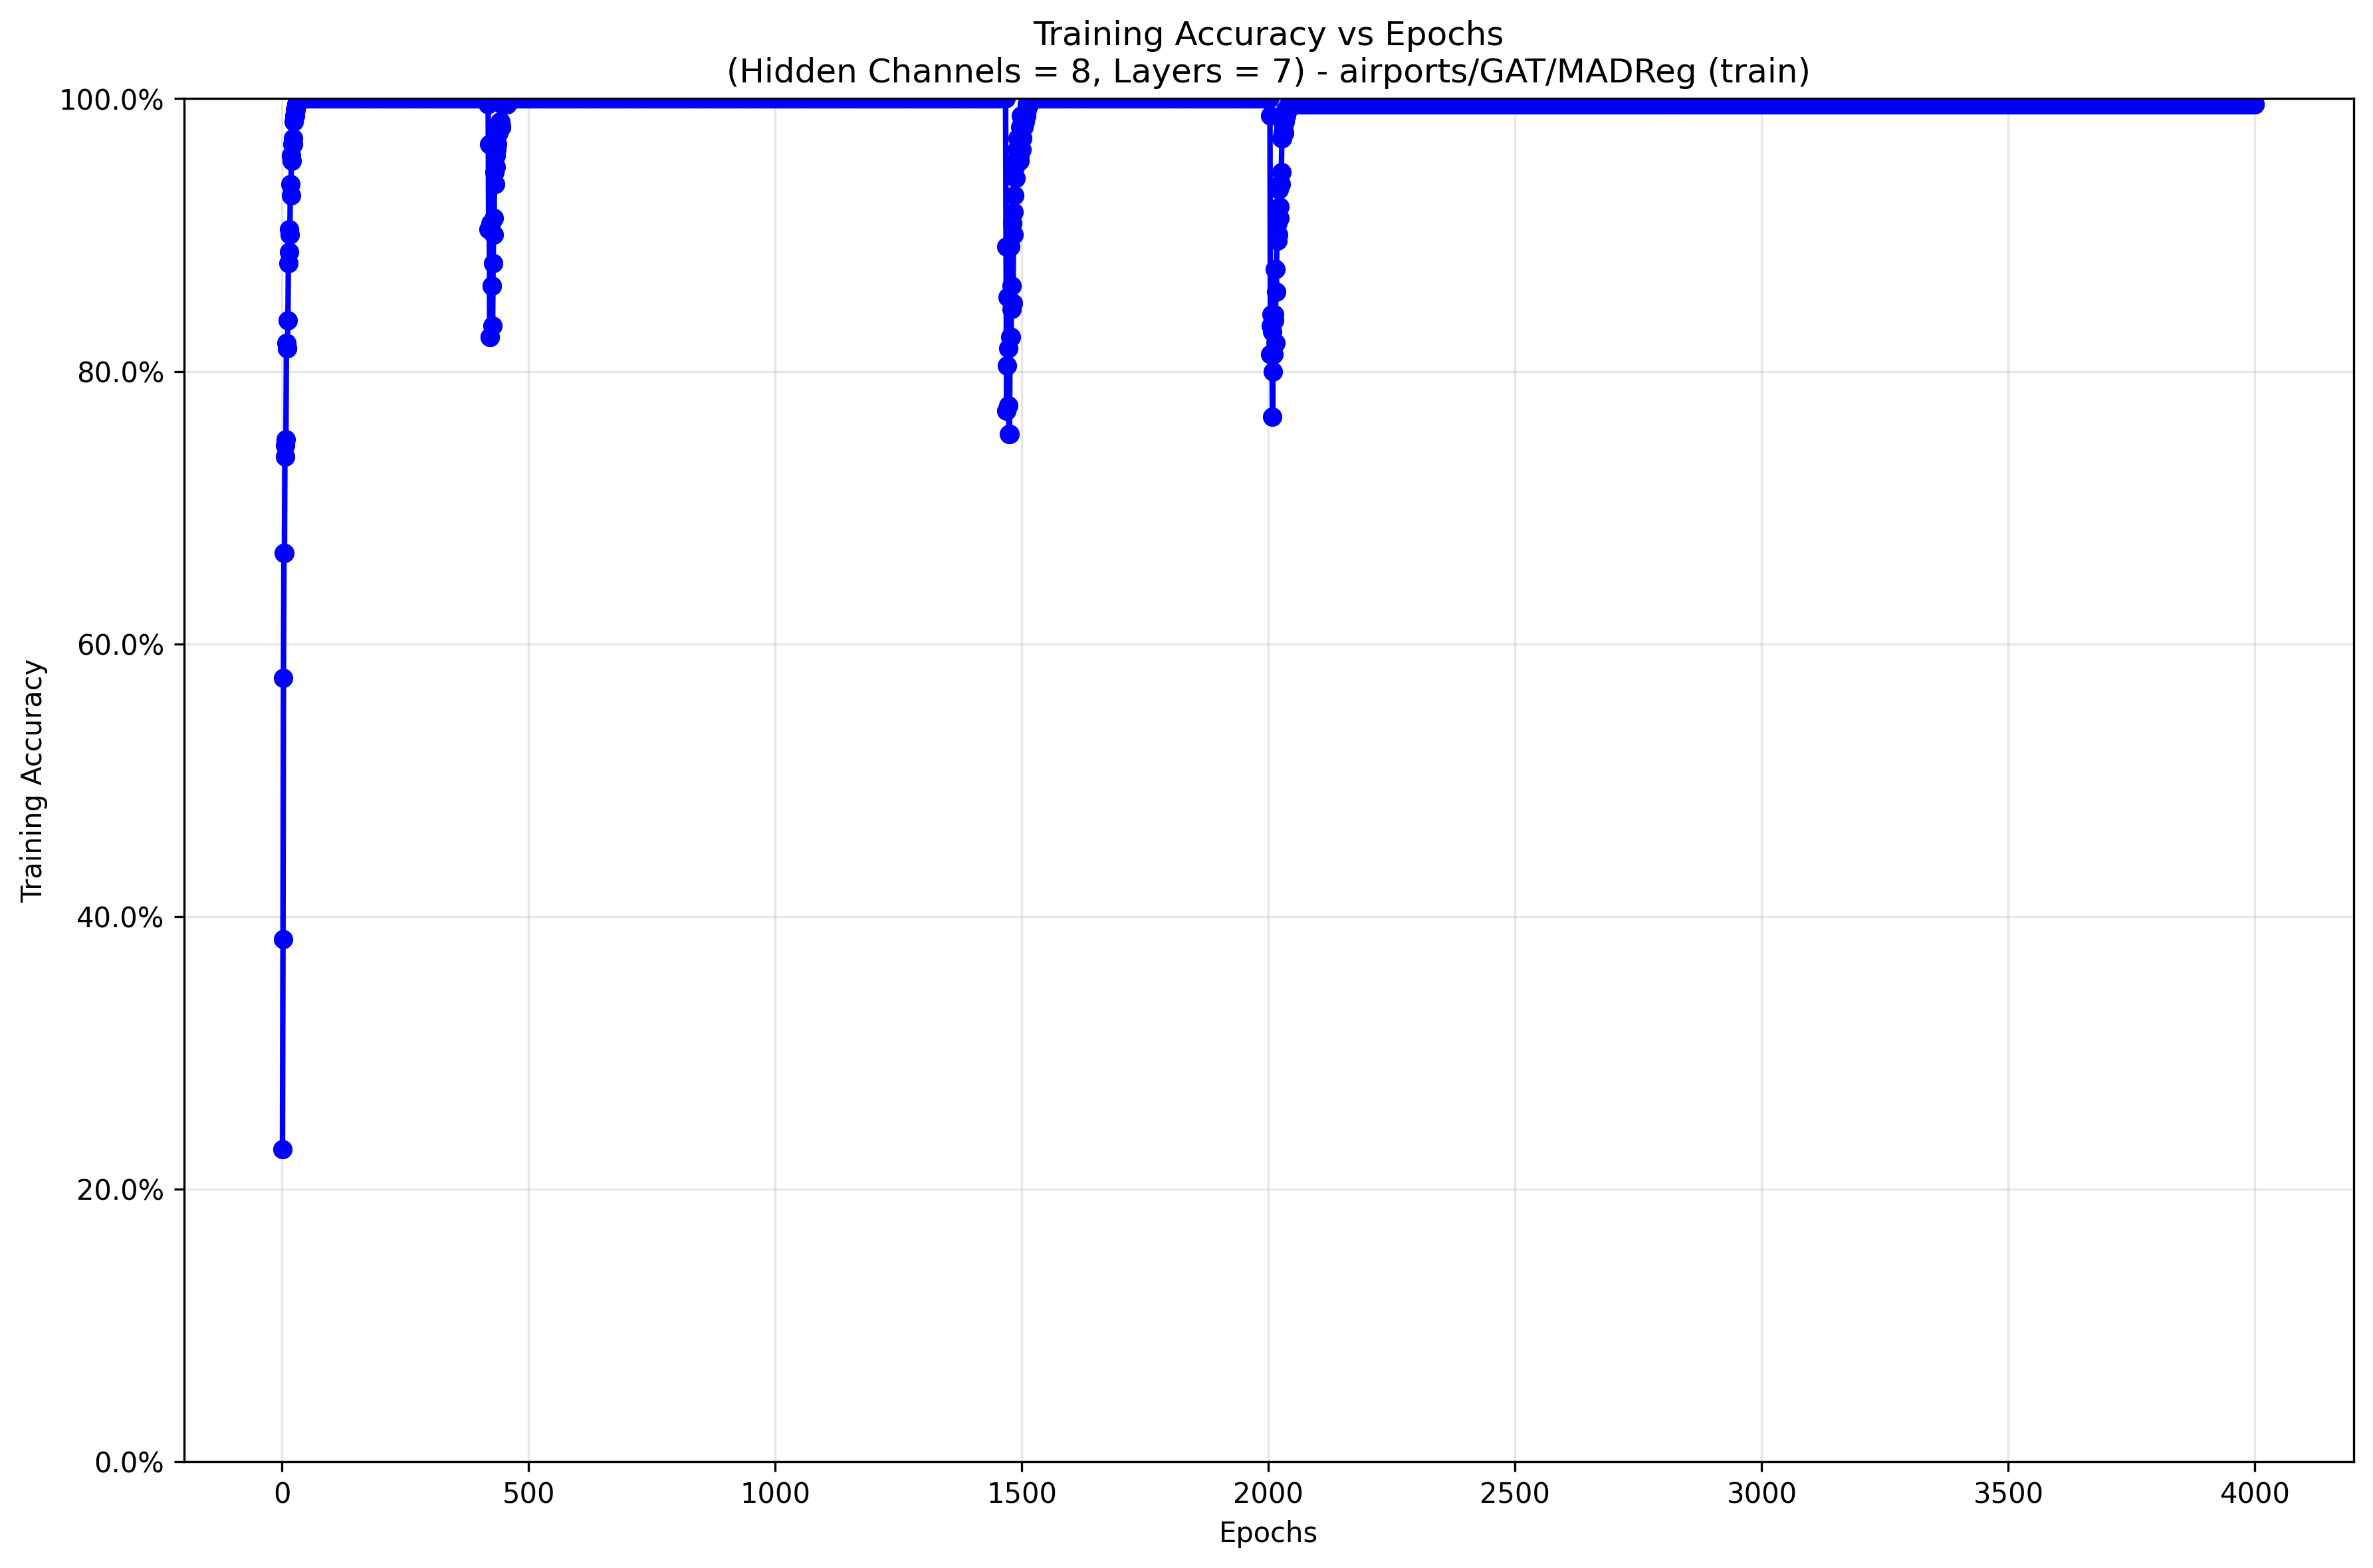 Training Accuracy vs Epochs
(Hidden Channels = 8, Layers = 7) - airports/GAT/MADReg (train)
100.0%
80.0%
60.0%
40.0%
20.0%
0.0%
Training Accuracy
0 500 1000 1500 2000 2500 3000 3500 4000
Epochs